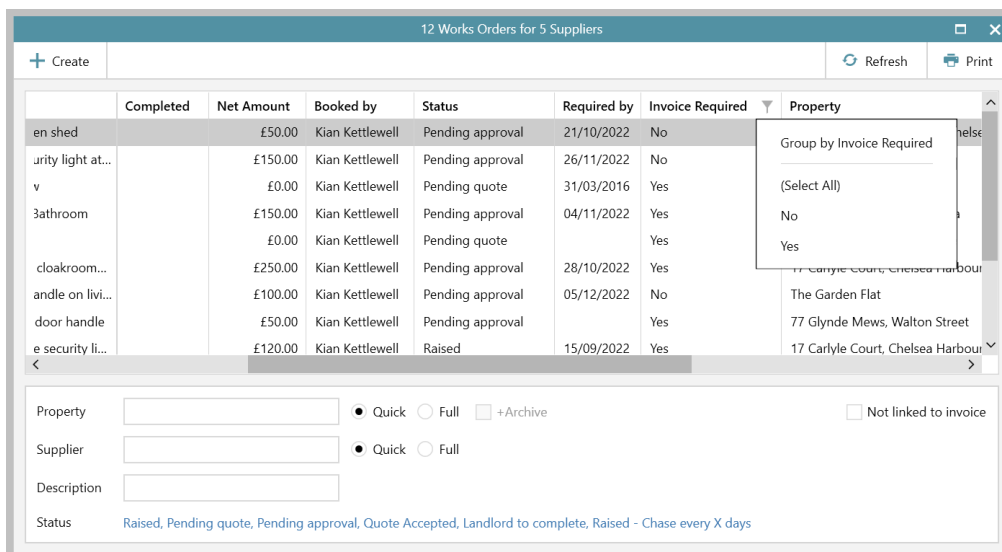 12 Works Orders for 5 Suppliers
Create Refresh Print
Completed Net Amount Booked by Status Required by Invoice Required Property
en shed £50.00 Kian Kettlewell Pending approval 21/10/2022 No
Group by Invoice Required
urity light at... £150.00 Kian Kettlewell Pending approval 26/11/2022 No
£0.00 Kian Kettlewell Pending quote 31/03/2016 Yes
(Select All)
Bathroom £150.00 Kian Kettlewell Pending approval 04/11/2022 Yes
No
£0.00 Kian Kettlewell Pending quote Yes
Yes
cloakroom... £250.00 Kian Kettlewell Pending approval 28/10/2022 Yes 17 Carlyle Court, Chelsea Harbour
andle on livi... £100.00 Kian Kettlewell Pending approval 05/12/2022 No The Garden Flat
door handle £50.00 Kian Kettlewell Pending approval Yes 77 Glynde Mews, Walton Street
e security li... £120.00 Kian Kettlewell Raised 15/09/2022 Yes 17 Carlyle Court, Chelsea Harbour
Property Quick Full +Archive Not linked to invoice
Supplier Quick Full
Description
Status Raised, Pending quote, Pending approval, Quote Accepted, Landlord to complete, Raised - Chase every X days